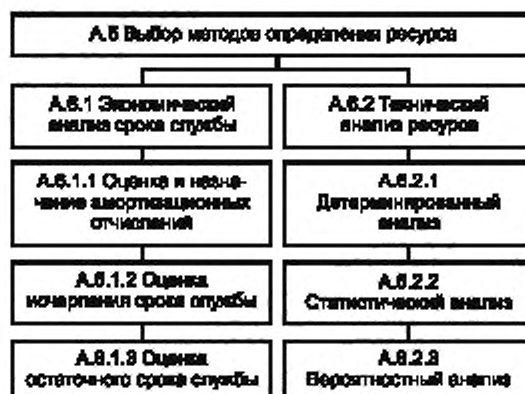 А.6 Выбор методов определения ресурса
А.6.1 Экономический
анализ срока службы
А.6.2 Технический
анализ ресурса
А.6.1.1 Оценка и назна-
чение амортизационных
отчислений
А.6.2.1
Детерминированный
анализ
А.6.1.2 Оценка
исчерпания срока службы
А.6.2.2
Статистический анализ
А.6.1.3 Оценка
остаточного срока службы
А.6.2.3
Вероятностный анализ